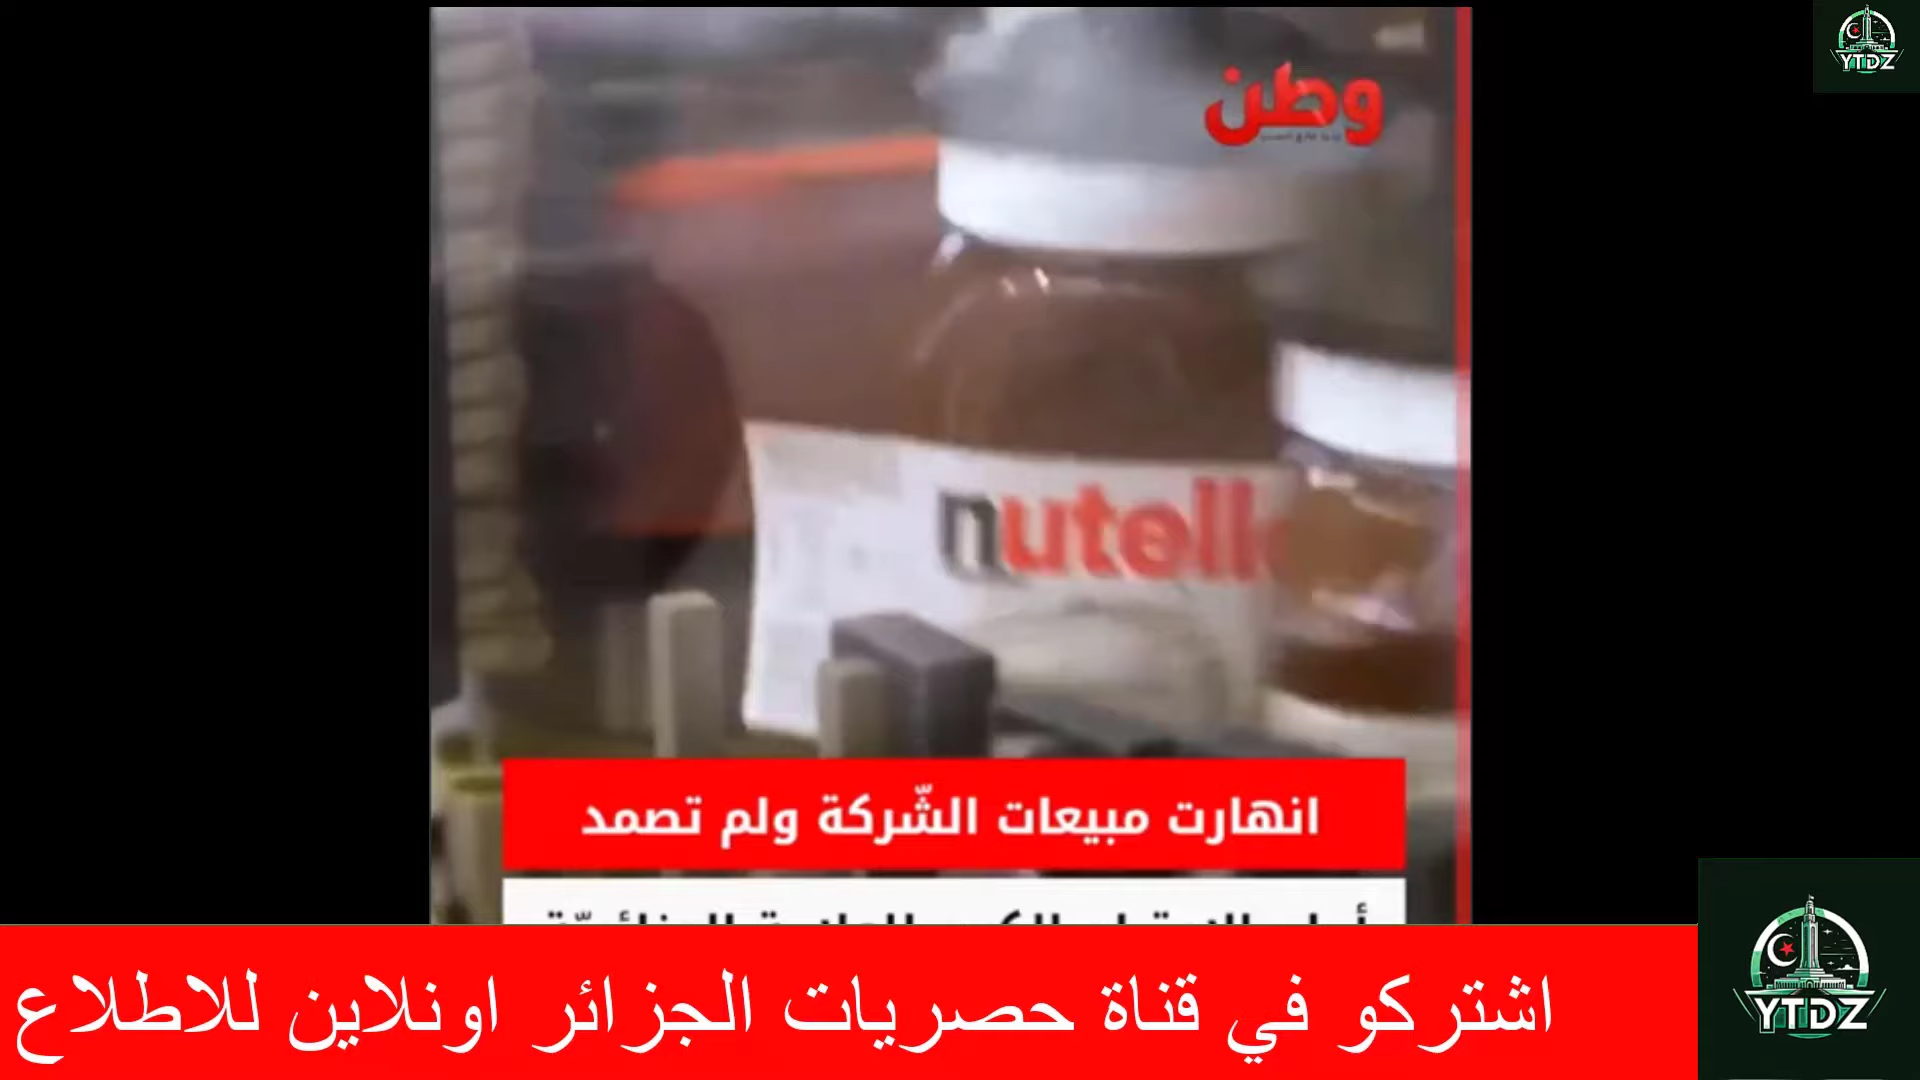 YTDZ
وطن
nutell
انهارت مبيعات الشّركة ولم تصمد
اشتركو في قناة حصريات الجزائر اونلاين للاطلاع
YTDZ